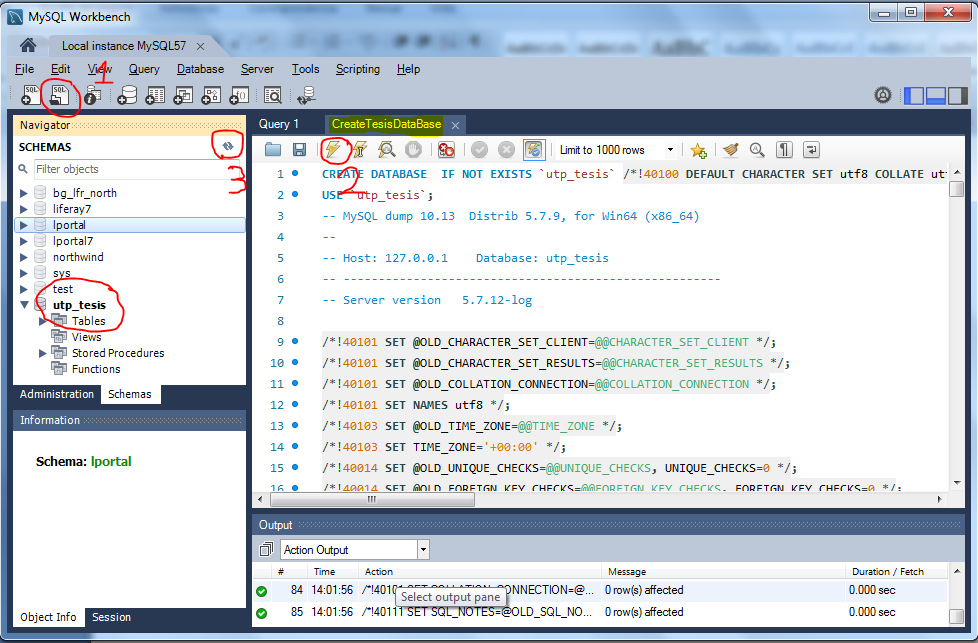 MySQL Workbench
Local instance MySQL57
File Edit View Query Database Server Tools Scripting Help
1
Navigator
SCHEMAS
Filter objects
3
bg_lfr_north
liferay7
lportal
lportal7
northwind
sys
test
utp_tesis
Tables
Views
Stored Procedures
Functions
Administration Schemas
Information
Schema: lportal
Object Info Session
Query 1 CreateTesisDataBase
Limit to 1000 rows
2
1 CREATE DATABASE IF NOT EXISTS `utp_tesis` /*!40100 DEFAULT CHARACTER SET utf8 COLLATE ut
2 USE `utp_tesis`;
3 -- MySQL dump 10.13 Distrib 5.7.9, for Win64 (x86_64)
4 --
5 -- Host: 127.0.0.1 Database: utp_tesis
6 -- ------------------------------------------------------
7 -- Server version 5.7.12-log
8
9 /*!40101 SET @OLD_CHARACTER_SET_CLIENT=@@CHARACTER_SET_CLIENT */;
10 /*!40101 SET @OLD_CHARACTER_SET_RESULTS=@@CHARACTER_SET_RESULTS */;
11 /*!40101 SET @OLD_COLLATION_CONNECTION=@@COLLATION_CONNECTION */;
12 /*!40101 SET NAMES utf8 */;
13 /*!40103 SET @OLD_TIME_ZONE=@@TIME_ZONE */;
14 /*!40103 SET TIME_ZONE='+00:00' */;
15 /*!40014 SET @OLD_UNIQUE_CHECKS=@@UNIQUE_CHECKS, UNIQUE_CHECKS=0 */;
16 /*!40014 SET @OLD_FOREIGN_KEY_CHECKS=@@FOREIGN_KEY_CHECKS, FOREIGN_KEY_CHECKS=0 */;
Output
Action Output
# Time Action Message Duration / Fetch
84 14:01:56 /*!40101 SET COLLATION_CONNECTION=@... 0 row(s) affected 0.000 sec
Select output pane
85 14:01:56 /*!40111 SET SQL_NOTES=@OLD_SQL_NO... 0 row(s) affected 0.000 sec